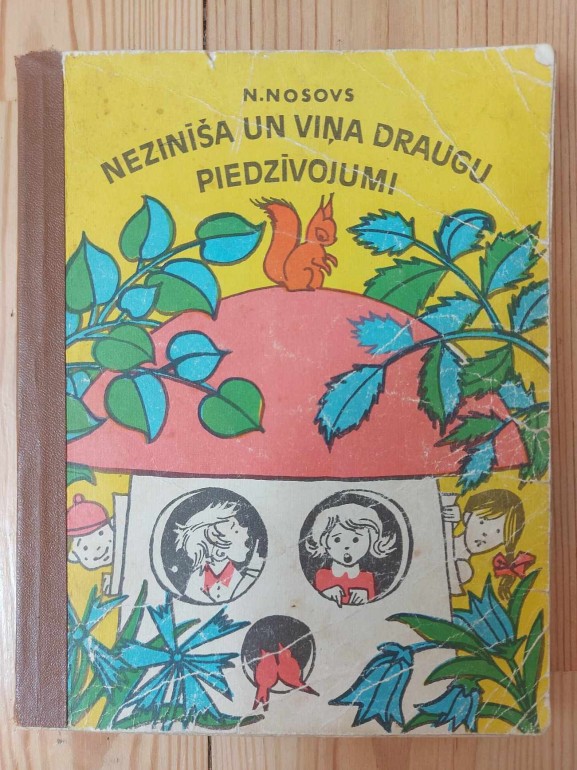 N.NOSOVS
NEZINĪŠA UN VIŅA DRAUGU
PIEDZĪVOJUMI